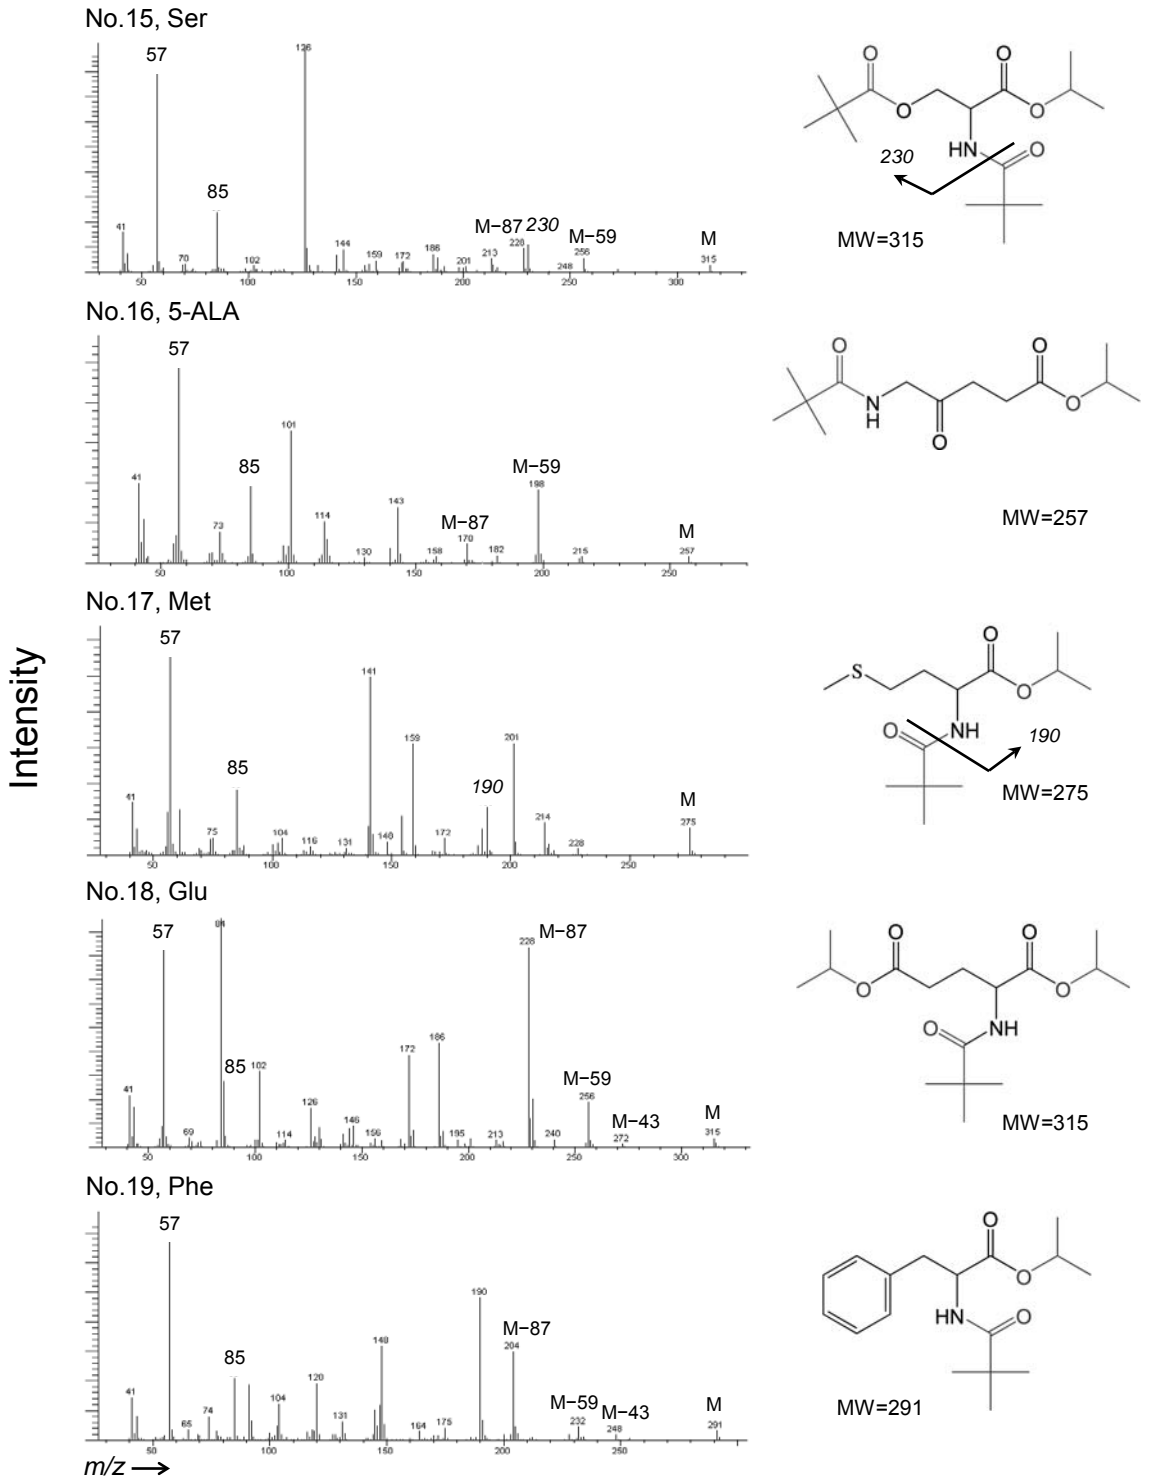 No.15, Ser
57
126
85
41
70
102
144
159
172
186
201
M−87
213
228
230
248
M−59
256
M
315
50
100
150
200
250
300
O
O
O
O
HN
O
230
MW=315
No.16, 5-ALA
57
101
85
41
73
114
130
143
158
M−87
170
182
M−59
198
215
M
257
50
100
150
200
250
O
O
N
H
O
O
MW=257
Intensity
No.17, Met
57
141
159
201
85
190
41
75
104
116
131
148
172
214
228
M
275
50
100
150
200
250
S
O
O
O
NH
190
MW=275
No.18, Glu
57
84
228
M−87
186
172
85
102
41
69
114
126
146
156
195
213
240
M−59
256
M−43
272
M
315
50
100
150
200
250
300
O
O
O
O
O
NH
MW=315
No.19, Phe
57
190
M−87
204
148
85
120
41
65
74
104
131
164
175
M−59
232
M−43
248
M
291
50
100
150
200
250
O
O
HN
O
MW=291
m/z